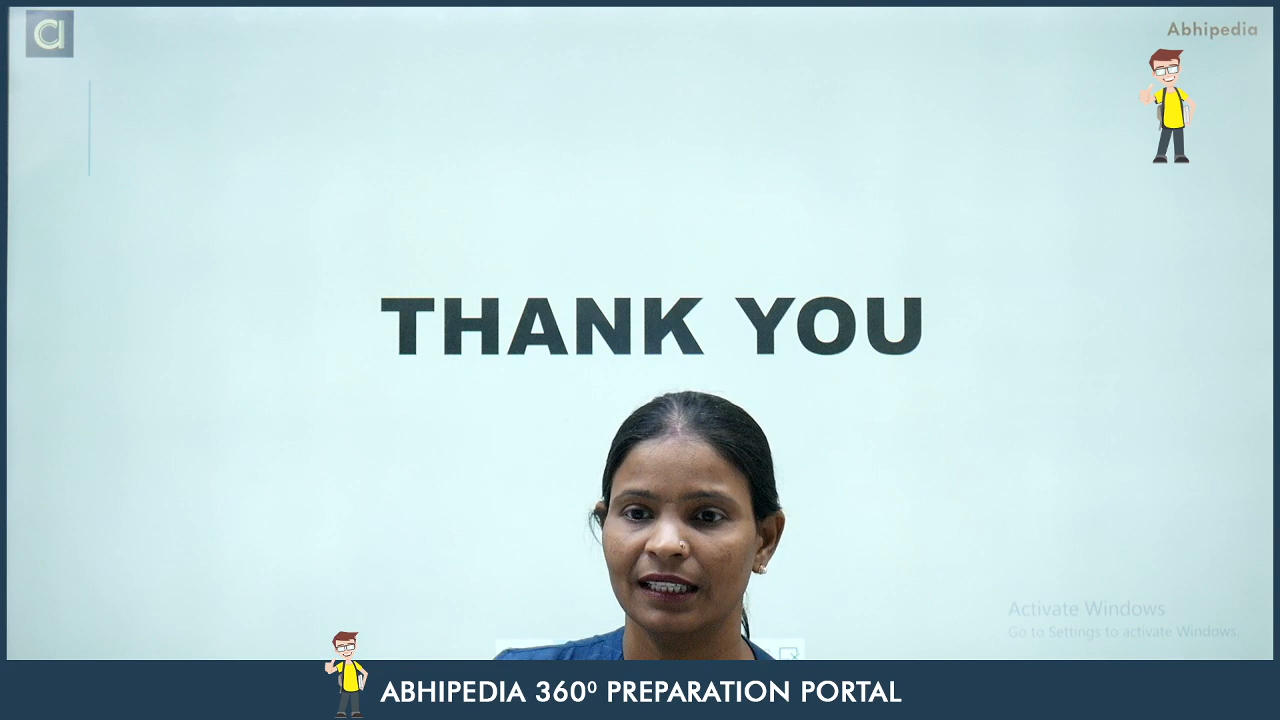 Abhipedia
THANK YOU
Activate Windows
Go to Settings to activate Windows.
ABHIPEDIA 360⁰ PREPARATION PORTAL